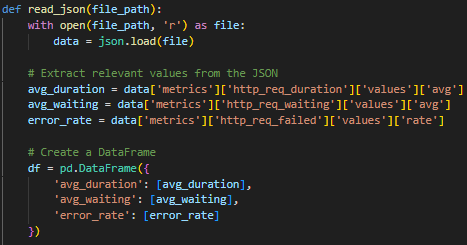 def read_json(file_path):
    with open(file_path, 'r') as file:
        data = json.load(file)

    # Extract relevant values from the JSON
    avg_duration = data['metrics']['http_req_duration']['values']['avg']
    avg_waiting = data['metrics']['http_req_waiting']['values']['avg']
    error_rate = data['metrics']['http_req_failed']['values']['rate']

    # Create a DataFrame
    df = pd.DataFrame({
        'avg_duration': [avg_duration],
        'avg_waiting': [avg_waiting],
        'error_rate': [error_rate]
    })